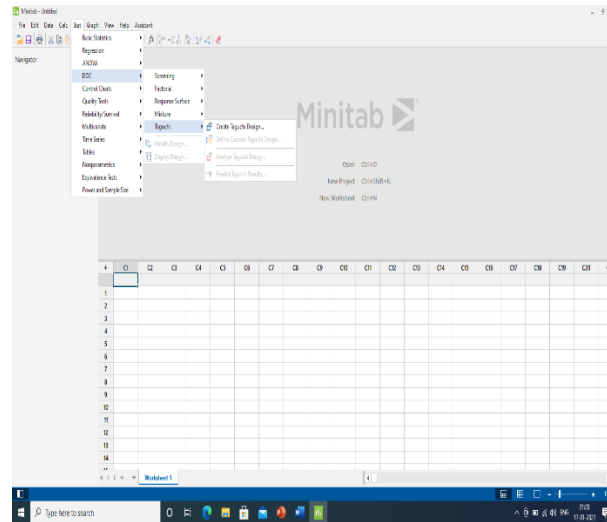 Minitab - Untitled
File Edit Data Calc Stat Graph View Help Assistant
Navigator
Basic Statistics
Regression
ANOVA
DOE
Control Charts
Quality Tools
Reliability/Survival
Multivariate
Time Series
Tables
Nonparametrics
Equivalence Tests
Power and Sample Size
Screening
Factorial
Response Surface
Mixture
Taguchi
Modify Design...
Display Design...
Create Taguchi Design...
Define Custom Taguchi Design...
Analyze Taguchi Design...
Predict Taguchi Results...
Minitab
Open Ctrl+O
New Project Ctrl+Shift+N
New Worksheet Ctrl+N
C1 C2 C3 C4 C5 C6 C7 C8 C9 C10 C11 C12 C13 C14 C15 C16 C17 C18 C19 C20
1
2
3
4
5
6
7
8
9
10
11
12
13
14
Worksheet 1
Type here to search
ENG
17-01-2021